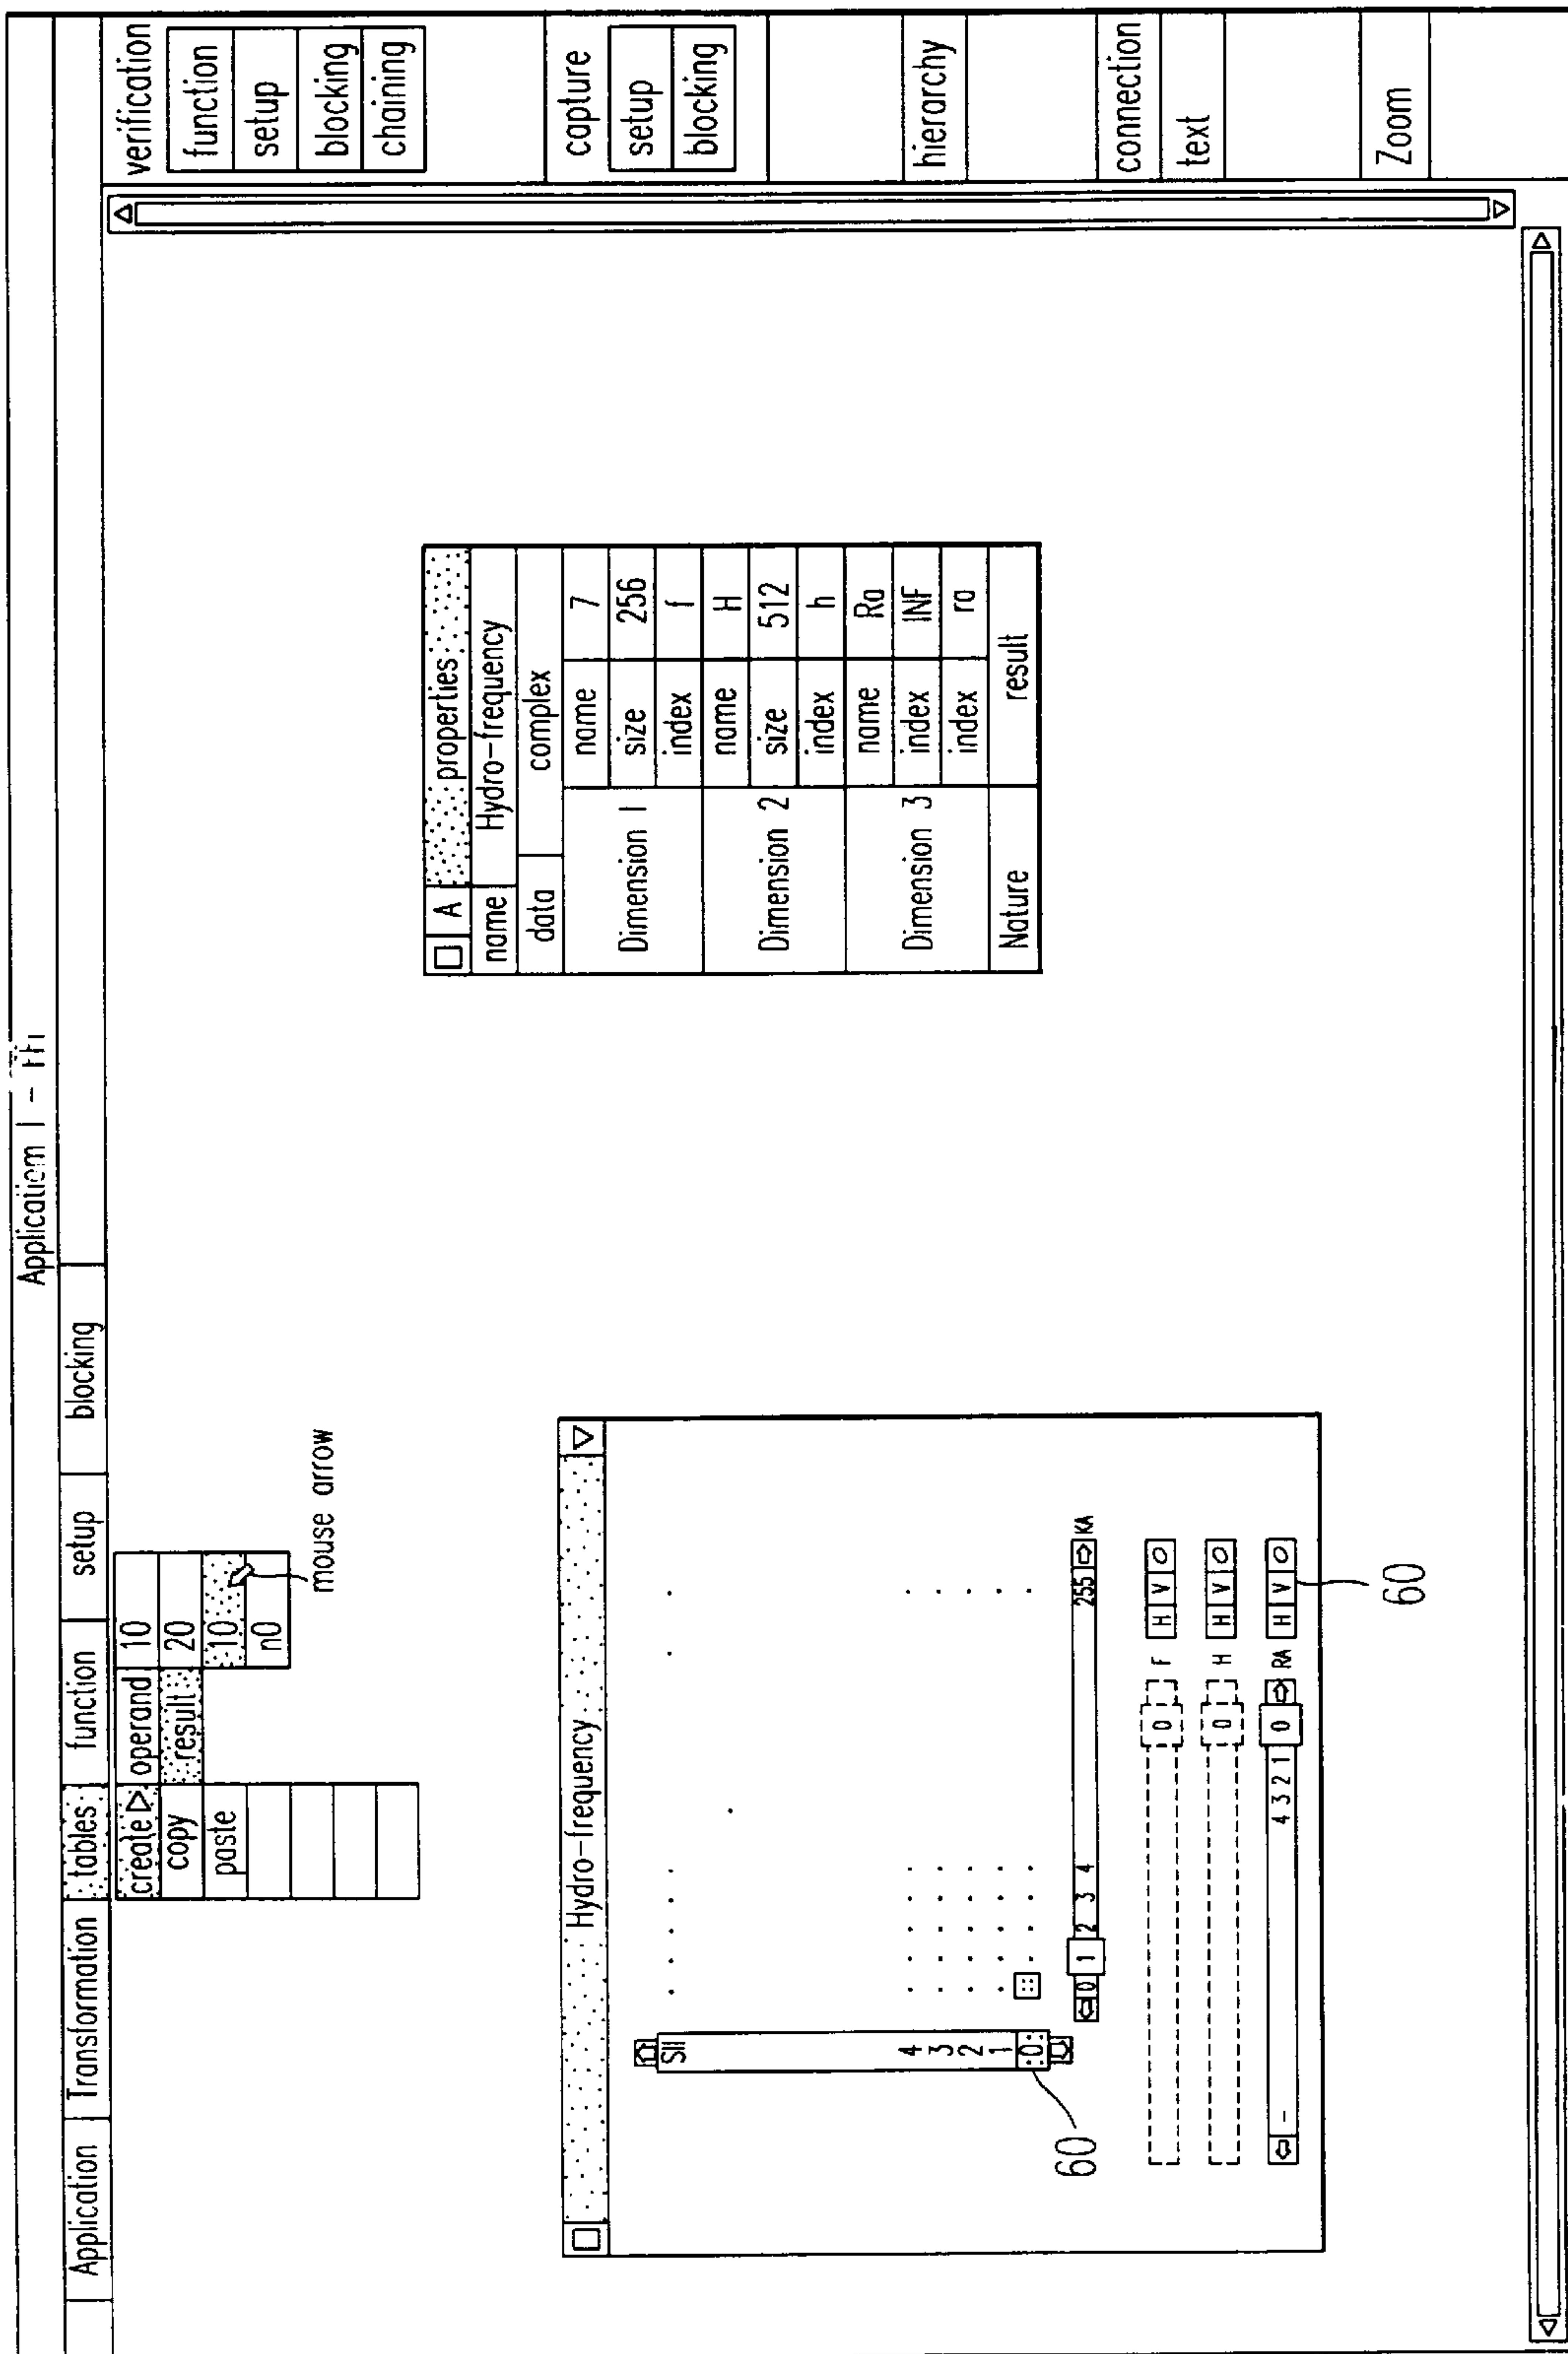 Application 1 –
Application Transformation tables function setup blocking
create operand 10
copy result 20
paste 10
n0
mouse arrow
verification
function
setup
blocking
chaining
capture
setup
blocking
hierarchy
connection
text
Zoom
A properties
name Hydro-frequency
data complex
Dimension 1 name 7
size 256
index f
Dimension 2 name H
size 512
index h
Dimension 3 name Ra
index INF
index ra
Nature result
Hydro-frequency
511
4
3
2
1
0
60
0 1 2 3 4 255 KA
0 F H V O
0 H H V O
– 4 3 2 1 0 RA H V O
60